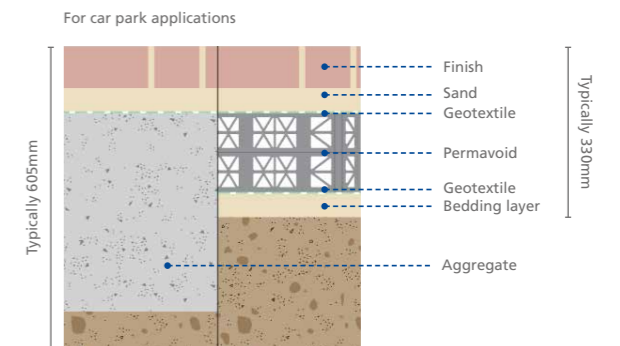 For car park applications
Typically 605mm
Finish
Sand
Geotextile
Permavoid
Geotextile
Bedding layer
Aggregate
Typically 330mm